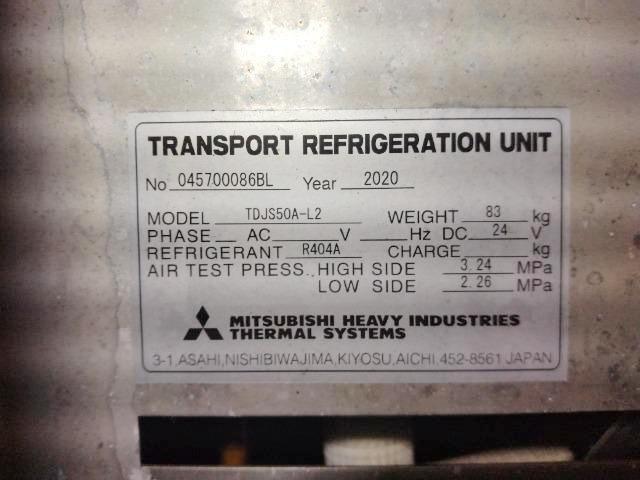 TRANSPORT REFRIGERATION UNIT
No 045700086BL Year 2020
MODEL TDJS50A-L2 WEIGHT 83 kg
PHASE AC V Hz DC 24 V
REFRIGERANT R404A CHARGE kg
AIR TEST PRESS., HIGH SIDE 3.24 MPa
LOW SIDE 2.26 MPa
MITSUBISHI HEAVY INDUSTRIES
THERMAL SYSTEMS
3-1,ASAHI,NISHIBIWAJIMA,KIYOSU,AICHI,452-8561 JAPAN